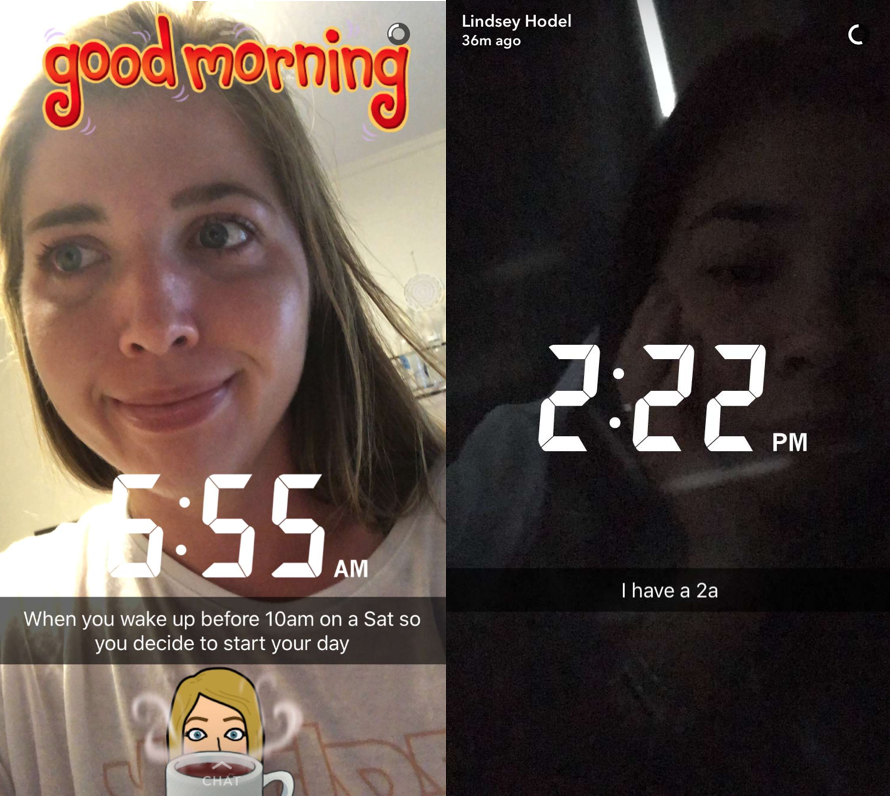 good morning
5:55 AM
When you wake up before 10am on a Sat so
you decide to start your day
CHAT
Lindsey Hodel
36m ago
2:22 PM
I have a 2a